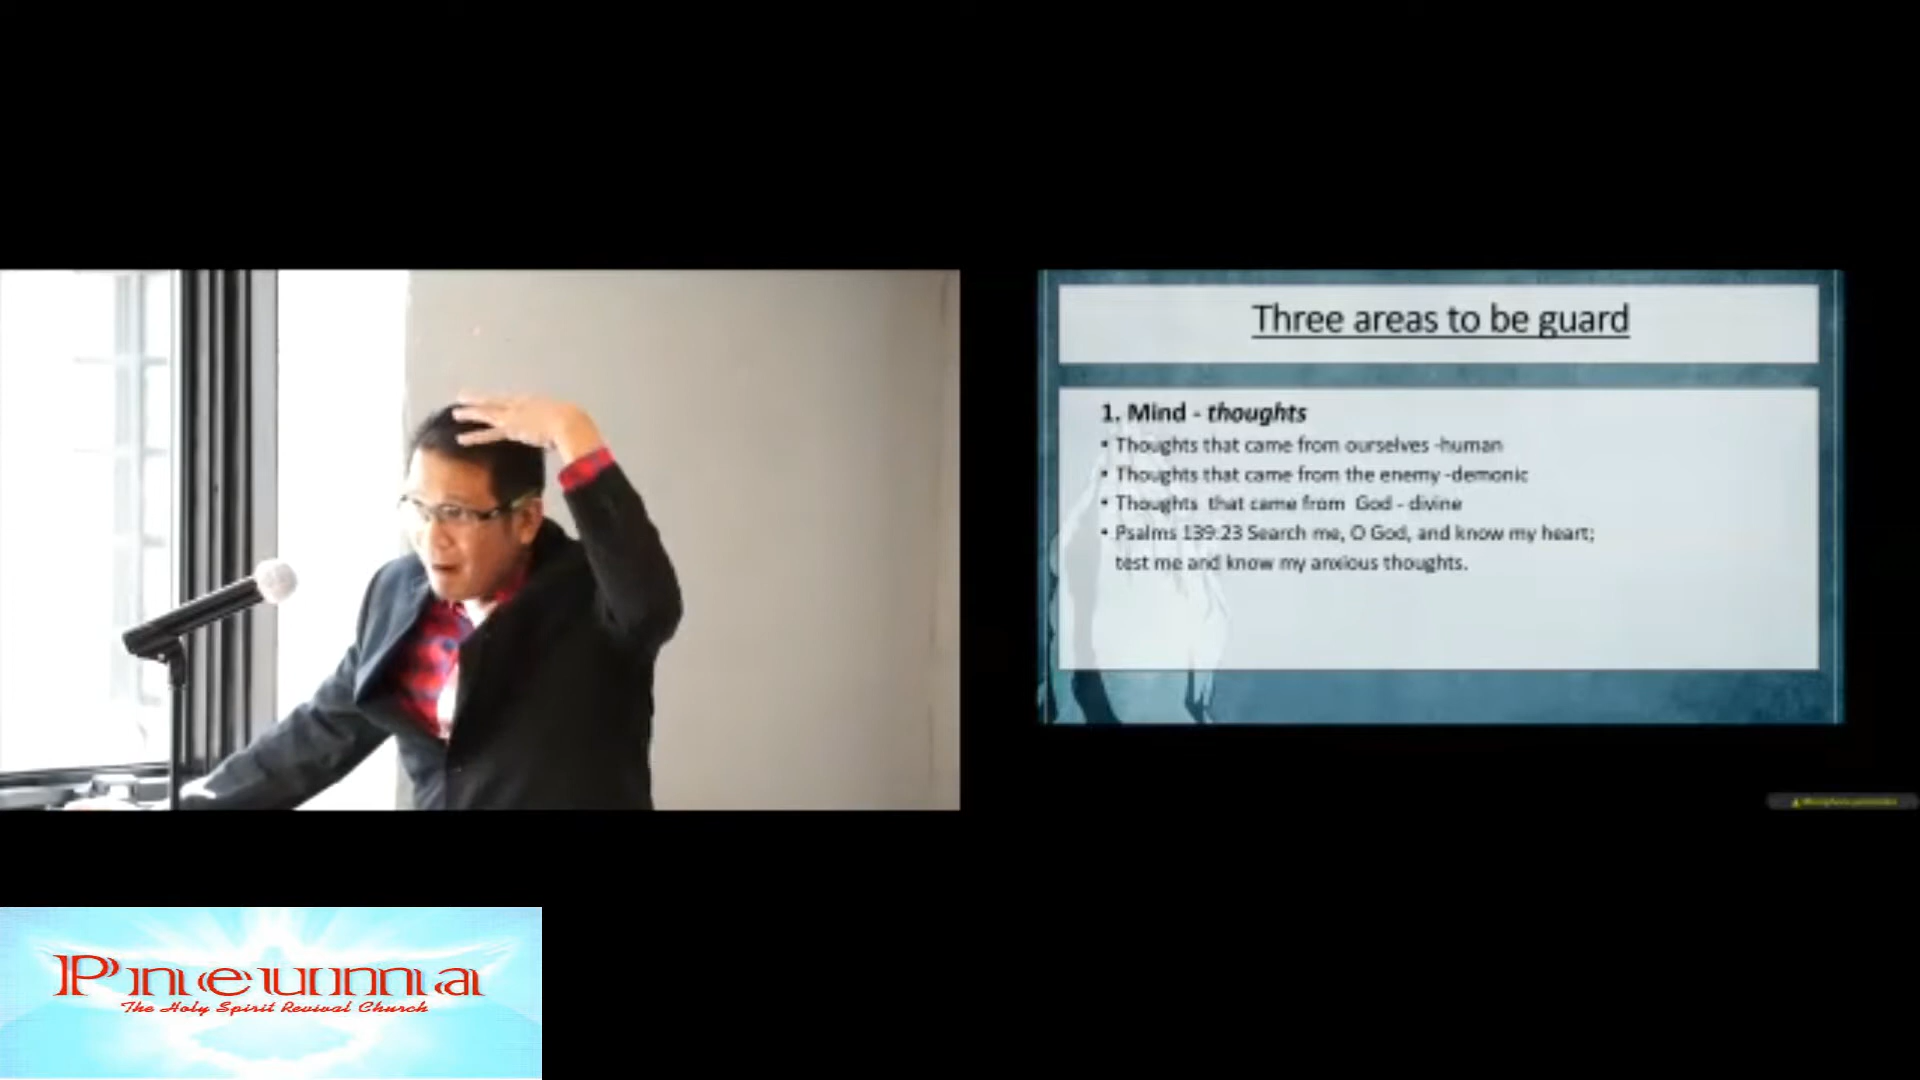 Three areas to be guard
1. Mind - thoughts
• Thoughts that came from ourselves -human
• Thoughts that came from the enemy -demonic
• Thoughts that came from God - divine
• Psalms 139:23 Search me, O God, and know my heart;
test me and know my anxious thoughts.
Pneuma
The Holy Spirit Revival Church